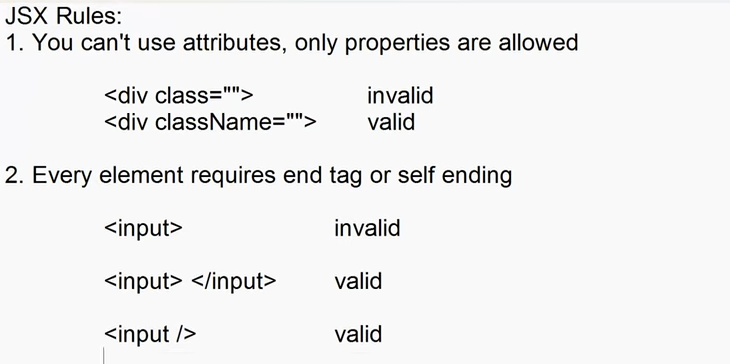 JSX Rules:
1. You can't use attributes, only properties are allowed
<div class=""> invalid
<div className=""> valid
2. Every element requires end tag or self ending
<input> invalid
<input> </input> valid
<input /> valid